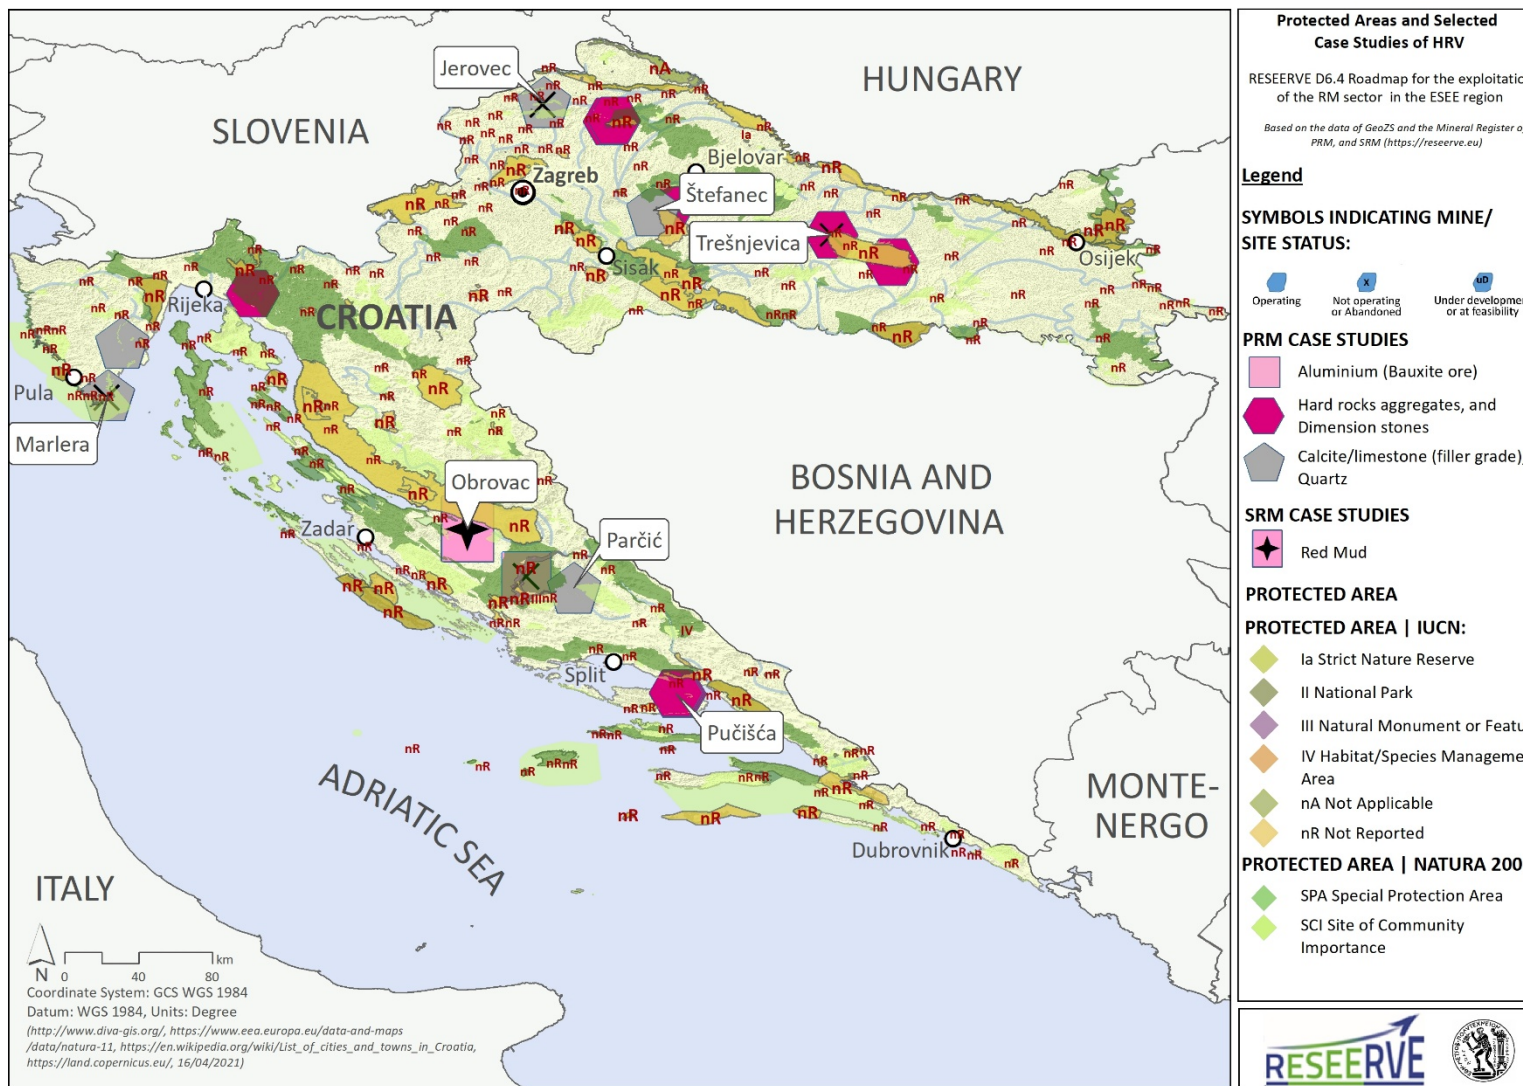 Protected Areas and Selected
Case Studies of HRV
RESEERVE D6.4 Roadmap for the exploitatio
of the RM sector in the ESEE region
Based on the data of GeoZS and the Mineral Register o
PRM, and SRM (https://reseerve.eu)
Legend
SYMBOLS INDICATING MINE/
SITE STATUS:
x
uD
Operating
Not operating
or Abandoned
Under developmen
or at feasibility
PRM CASE STUDIES
Aluminium (Bauxite ore)
Hard rocks aggregates, and
Dimension stones
Calcite/limestone (filler grade),
Quartz
SRM CASE STUDIES
Red Mud
PROTECTED AREA
PROTECTED AREA | IUCN:
Ia Strict Nature Reserve
II National Park
III Natural Monument or Featu
IV Habitat/Species Manageme
Area
nA Not Applicable
nR Not Reported
PROTECTED AREA | NATURA 200
SPA Special Protection Area
SCI Site of Community
Importance
RESEERVE
HUNGARY
SLOVENIA
CROATIA
BOSNIA AND
HERZEGOVINA
MONTE-
NERGO
ITALY
ADRIATIC SEA
Jerovec
nA
Ia
Bjelovar
Zagreb
Štefanec
Trešnjevica
Osijek
Sisak
Rijeka
Pula
Marlera
Obrovac
Zadar
Parčić
III
IV
Split
Pučišća
Dubrovnik
nR
N
0 40 80
km
Coordinate System: GCS WGS 1984
Datum: WGS 1984, Units: Degree
(http://www.diva-gis.org/, https://www.eea.europa.eu/data-and-maps
/data/natura-11, https://en.wikipedia.org/wiki/List_of_cities_and_towns_in_Croatia,
https://land.copernicus.eu/, 16/04/2021)